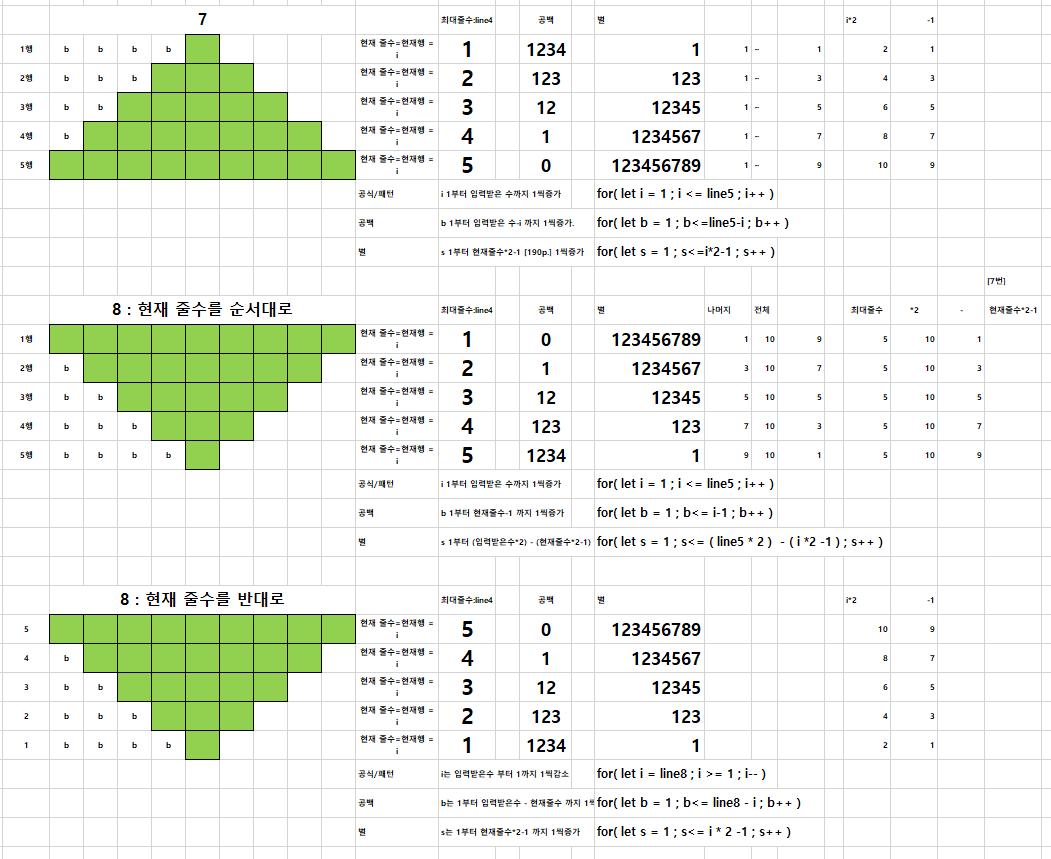 7 최대줄수:line4 공백 별 i*2 -1
1행 b b b b 현재 줄수=현재행 = i 1 1234 1 1 ~ 1 2 1
2행 b b b 현재 줄수=현재행 = i 2 123 123 1 ~ 3 4 3
3행 b b 현재 줄수=현재행 = i 3 12 12345 1 ~ 5 6 5
4행 b 현재 줄수=현재행 = i 4 1 1234567 1 ~ 7 8 7
5행 현재 줄수=현재행 = i 5 0 123456789 1 ~ 9 10 9
공식/패턴 i 1부터 입력받은 수까지 1씩증가 for( let i = 1 ; i <= line5 ; i++ )
공백 b 1부터 입력받은 수-i 까지 1씩증가. for( let b = 1 ; b<=line5-i ; b++ )
별 s 1부터 현재줄수*2-1 [190p.] 1씩증가 for( let s = 1 ; s<=i*2-1 ; s++ )
[7번]
8 : 현재 줄수를 순서대로 최대줄수:line4 공백 별 나머지 전체 최대줄수 *2 - 현재줄수*2-1
1행 현재 줄수=현재행 = i 1 0 123456789 1 10 9 5 10 1
2행 b 현재 줄수=현재행 = i 2 1 1234567 3 10 7 5 10 3
3행 b b 현재 줄수=현재행 = i 3 12 12345 5 10 5 5 10 5
4행 b b b 현재 줄수=현재행 = i 4 123 123 7 10 3 5 10 7
5행 b b b b 현재 줄수=현재행 = i 5 1234 1 9 10 1 5 10 9
공식/패턴 i 1부터 입력받은 수까지 1씩증가 for( let i = 1 ; i <= line5 ; i++ )
공백 b 1부터 현재줄수-1 까지 1씩증가 for( let b = 1 ; b<= i-1 ; b++ )
별 s 1부터 (입력받은수*2) - (현재줄수*2-1) for( let s = 1 ; s<= ( line5 * 2 ) - ( i *2 -1 ) ; s++ )
8 : 현재 줄수를 반대로 최대줄수:line4 공백 별 i*2 -1
5 현재 줄수=현재행 = i 5 0 123456789 10 9
4 b 현재 줄수=현재행 = i 4 1 1234567 8 7
3 b b 현재 줄수=현재행 = i 3 12 12345 6 5
2 b b b 현재 줄수=현재행 = i 2 123 123 4 3
1 b b b b 현재 줄수=현재행 = i 1 1234 1 2 1
공식/패턴 i는 입력받은수 부터 1까지 1씩감소 for( let i = line8 ; i >= 1 ; i-- )
공백 b는 1부터 입력받은수 - 현재줄수 까지 for( let b = 1 ; b<= line8 - i ; b++ )
별 s는 1부터 현재줄수*2-1 까지 1씩증가 for( let s = 1 ; s<= i * 2 -1 ; s++ )